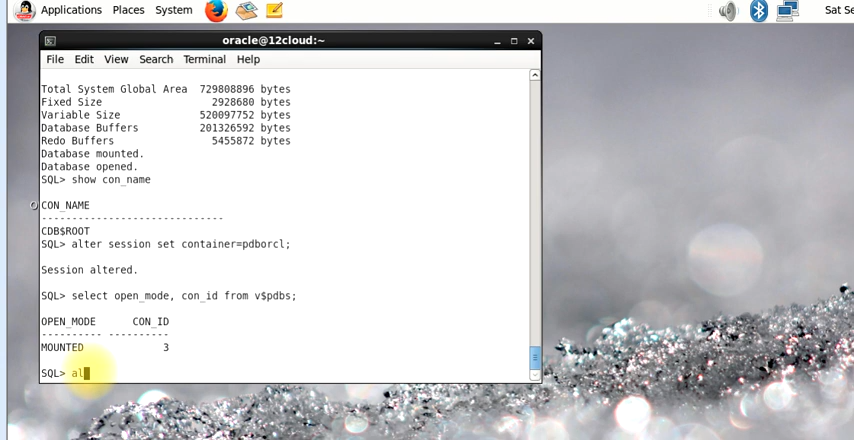 Applications Places System
Sat Se
oracle@12cloud:~
File Edit View Search Terminal Help
Total System Global Area 729808896 bytes
Fixed Size 2928680 bytes
Variable Size 520097752 bytes
Database Buffers 201326592 bytes
Redo Buffers 5455872 bytes
Database mounted.
Database opened.
SQL> show con_name
CON_NAME
------------------------------
CDB$ROOT
SQL> alter session set container=pdborcl;
Session altered.
SQL> select open_mode, con_id from v$pdbs;
OPEN_MODE CON_ID
---------- ----------
MOUNTED 3
SQL> al